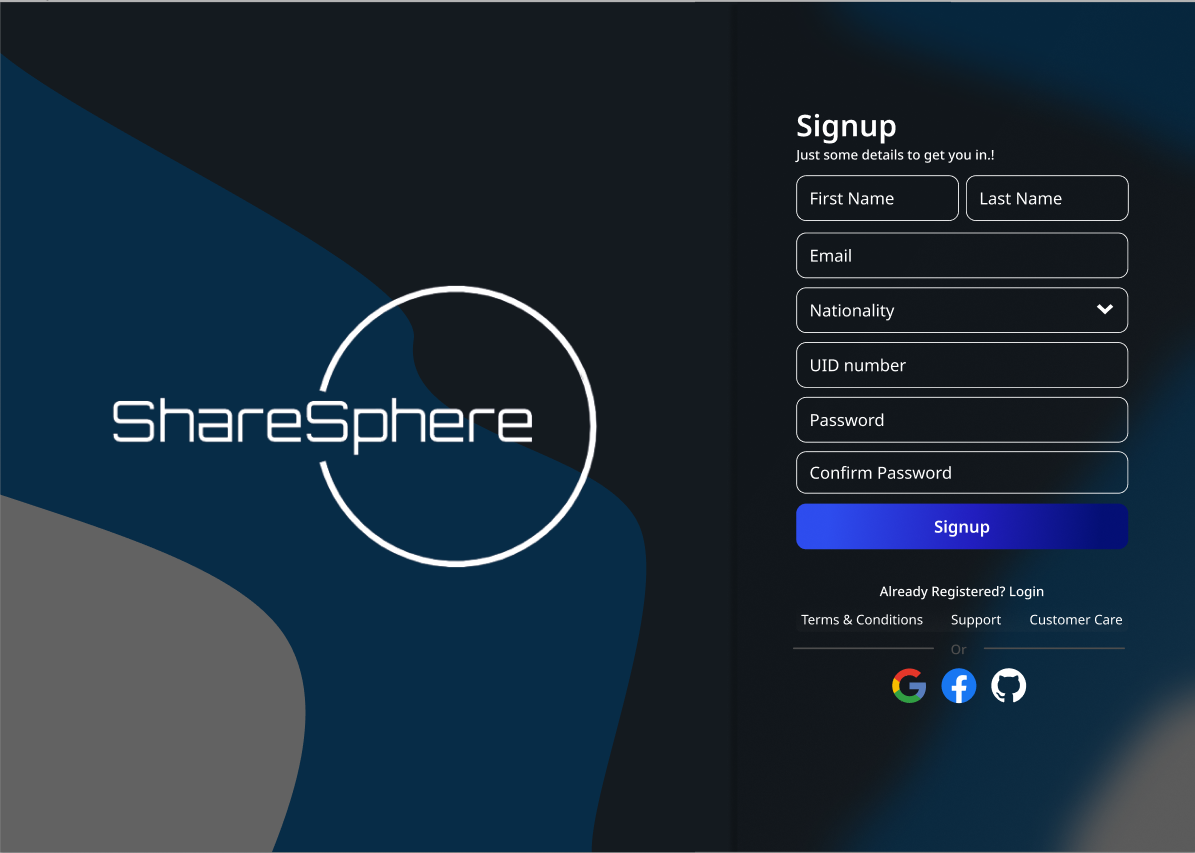 ShareSphere
Signup
Just some details to get you in.!
First Name Last Name
Email
Nationality
UID number
Password
Confirm Password
Signup
Already Registered? Login
Terms & Conditions Support Customer Care
Or